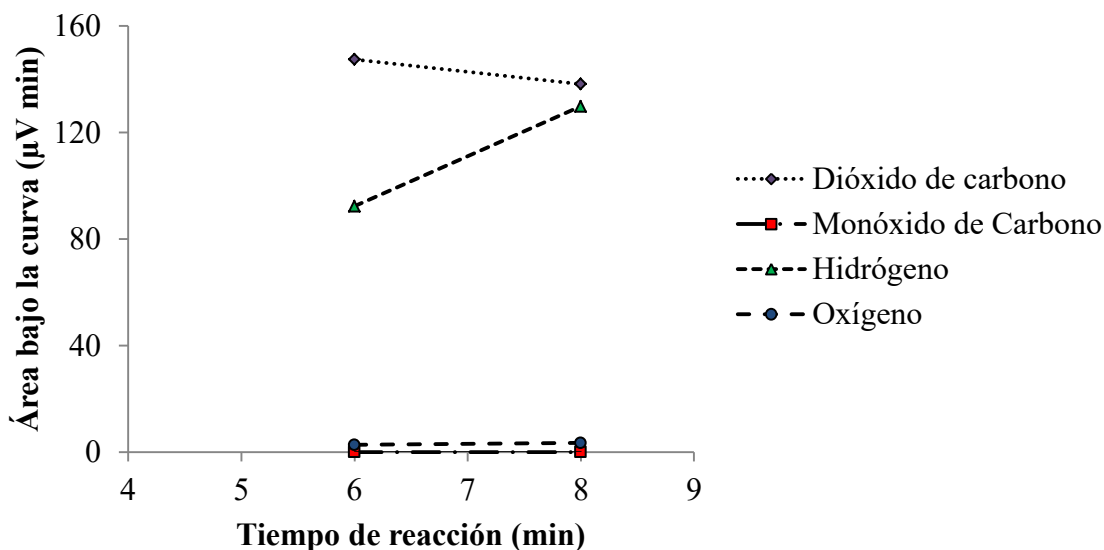 Área bajo la curva (µV min)
160
120
80
40
0
4 5 6 7 8 9
Tiempo de reacción (min)
Dióxido de carbono
Monóxido de Carbono
Hidrógeno
Oxígeno